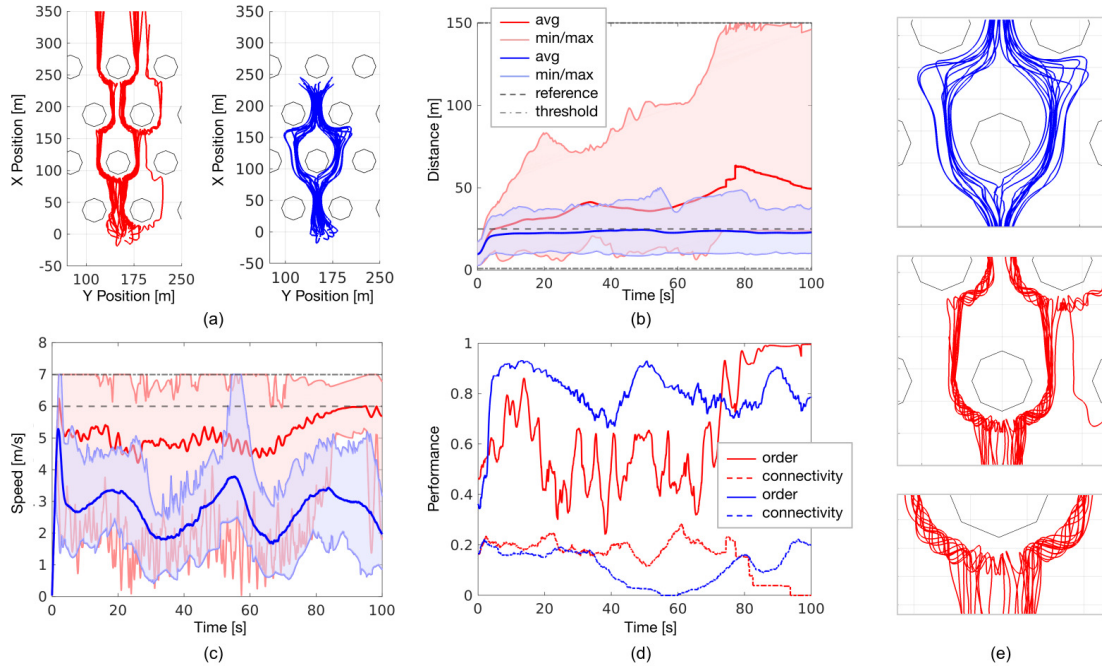 350
300
250
200
150
100
50
0
-50
X Position [m]
100
175
250
Y Position [m]
350
300
250
200
150
100
50
0
-50
X Position [m]
100
175
250
Y Position [m]
(a)
150
100
50
0
Distance [m]
avg
min/max
avg
min/max
reference
threshold
0
20
40
60
80
100
Time [s]
(b)
8
7
6
5
4
3
2
1
0
Speed [m/s]
0
20
40
60
80
100
Time [s]
(c)
1
0.8
0.6
0.4
0.2
0
Performance
order
connectivity
order
connectivity
0
20
40
60
80
100
Time [s]
(d)
(e)